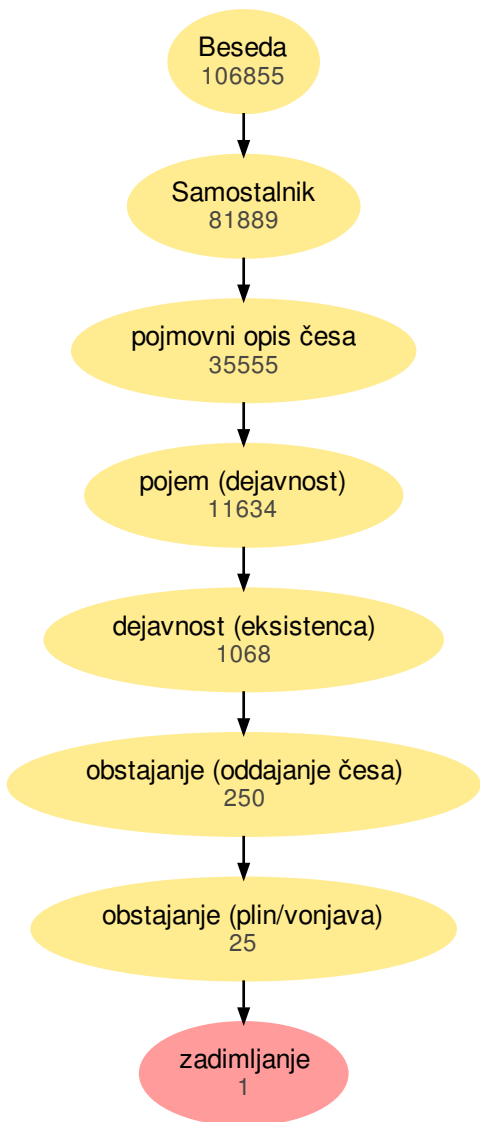 Beseda
106855
Samostalnik
81889
pojmovni opis česa
35555
pojem (dejavnost)
11634
dejavnost (eksistenca)
1068
obstajanje (oddajanje česa)
250
obstajanje (plin/vonjava)
25
zadimljanje
1